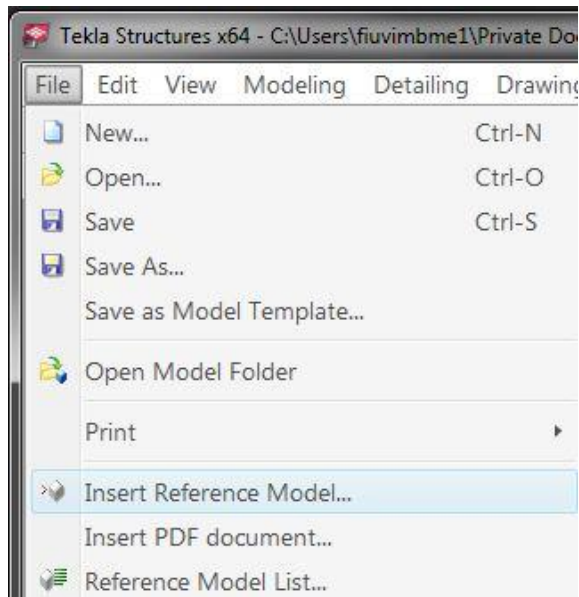 Tekla Structures x64 - C:\Users\fiuvimbme1\Private Do
File Edit View Modeling Detailing Drawing
New... Ctrl-N
Open... Ctrl-O
Save Ctrl-S
Save As...
Save as Model Template...
Open Model Folder
Print
Insert Reference Model...
Insert PDF document...
Reference Model List...